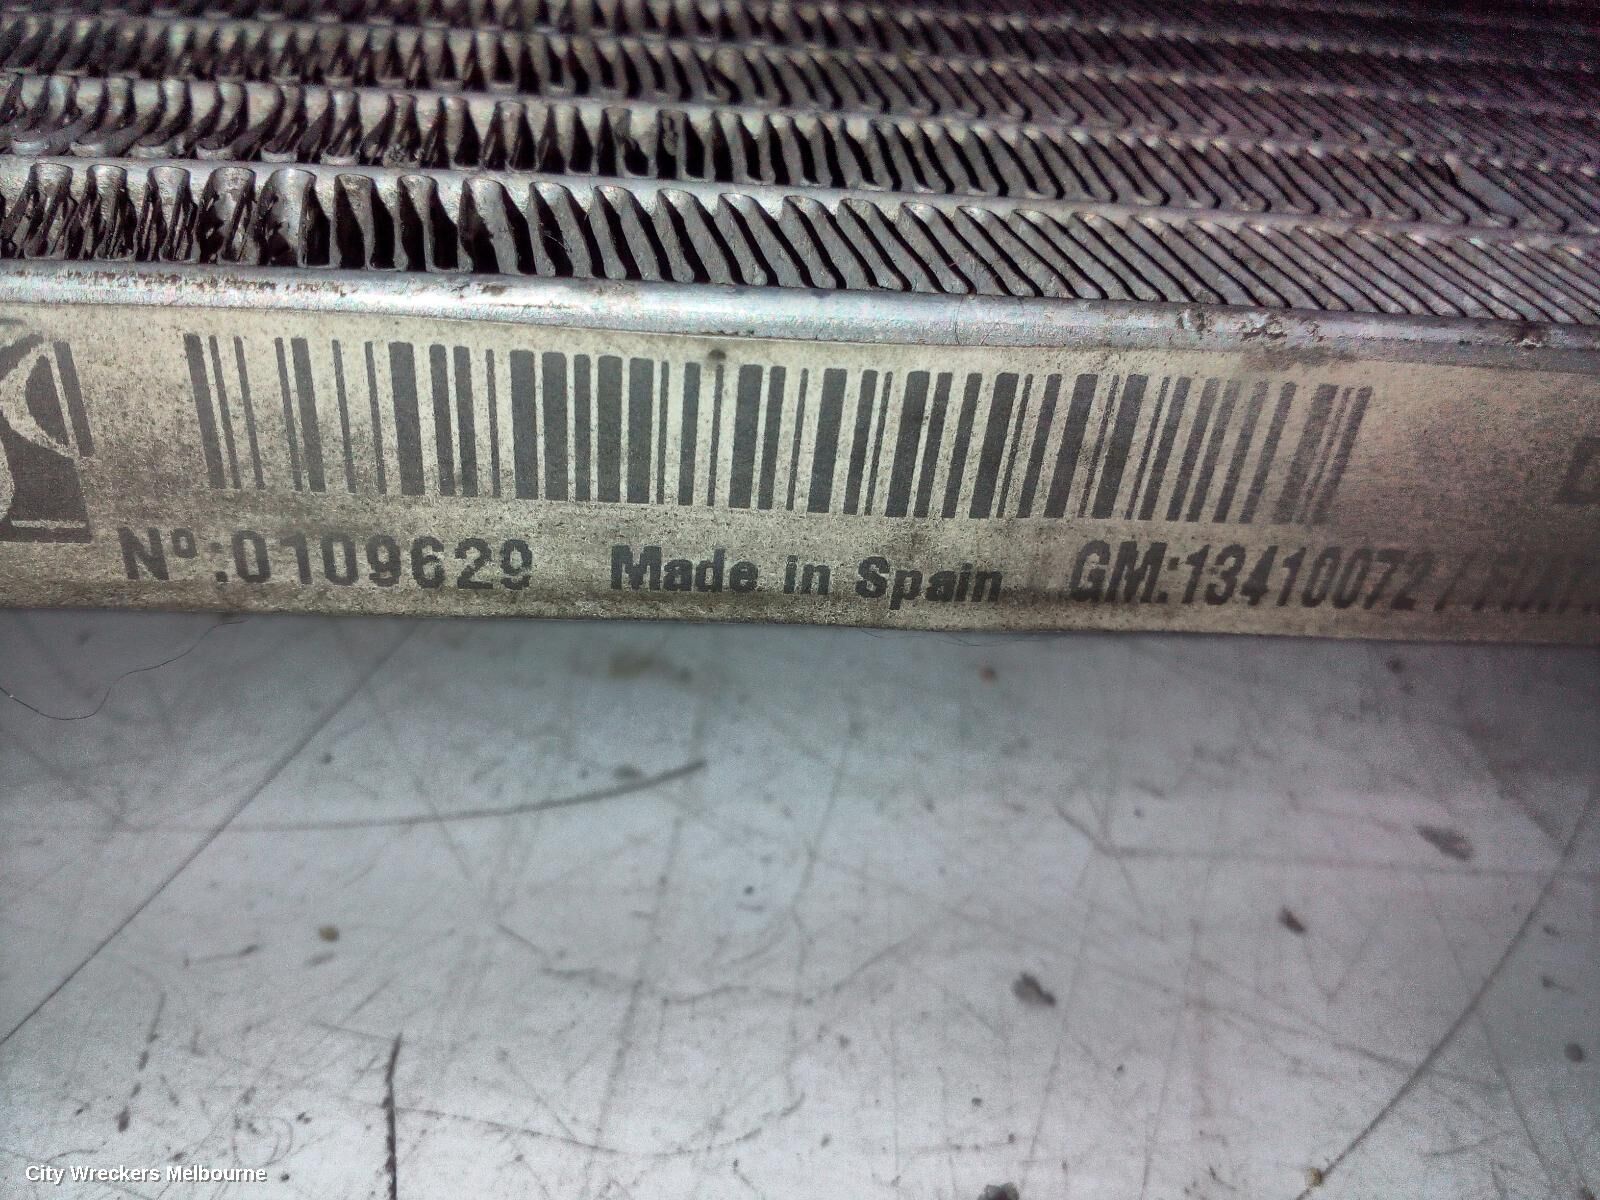 Nº:0109629 Made in Spain GM:13410072 /
City Wreckers Melbourne